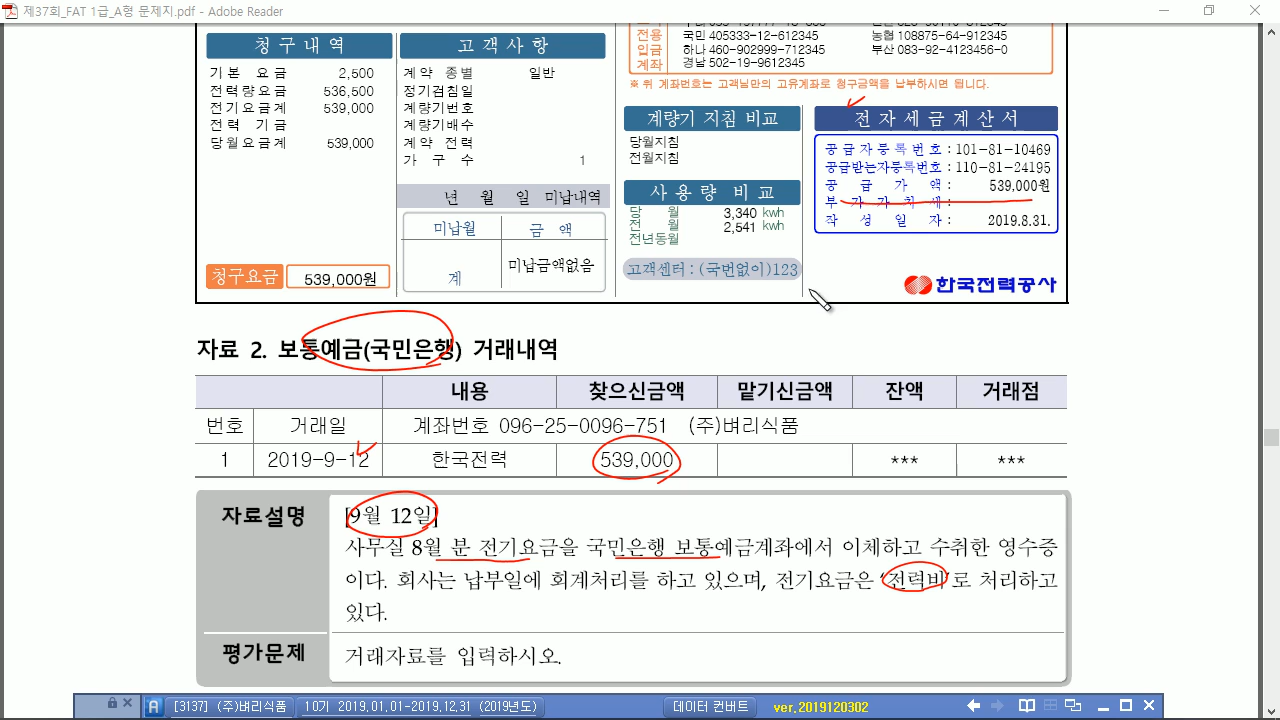 제37회_FAT 1급_A형 문제지.pdf - Adobe Reader
전용 국민 405333-12-612345 농협 108875-64-912345
입금 하나 460-902999-712345 부산 083-92-4123456-0
계좌 경남 502-19-9612345
※ 위 계좌번호는 고객님만의 고유계좌로 청구금액을 납부하시면 됩니다.
청 구 내 역
기본 요금 2,500
전력량요금 536,500
전기요금계 539,000
전력 기금
당월요금계 539,000
청구요금 539,000원
고 객 사 항
계약 종별 일반
정기검침일
계량기번호
계량기배수
계약 전력
가 구 수 1
년 월 일 미납내역
미납월 금 액
계 미납금액없음
계량기 지침 비교
당월지침
전월지침
사 용 량 비 교
당 월 3,340 kwh
전 월 2,541 kwh
전년동월
고객센터 : (국번없이)123
전 자 세 금 계 산 서
공급자등록번호 : 101-81-10469
공급받는자등록번호 : 110-81-24195
공 급 가 액 : 539,000원
부 가 가 치 세 :
작 성 일 자 : 2019.8.31.
한국전력공사
자료 2. 보통예금(국민은행) 거래내역
내용 찾으신금액 맡기신금액 잔액 거래점
번호 거래일 계좌번호 096-25-0096-751 (주)벼리식품
1 2019-9-12 한국전력 539,000 *** ***
자료설명 [9월 12일]
사무실 8월 분 전기요금을 국민은행 보통예금계좌에서 이체하고 수취한 영수증
이다. 회사는 납부일에 회계처리를 하고 있으며, 전기요금은 '전력비'로 처리하고
있다.
평가문제 거래자료를 입력하시오.
A [3137] (주)벼리식품 10기 2019.01.01~2019.12.31 (2019년도) 데이터 컨버트 ver.2019120302